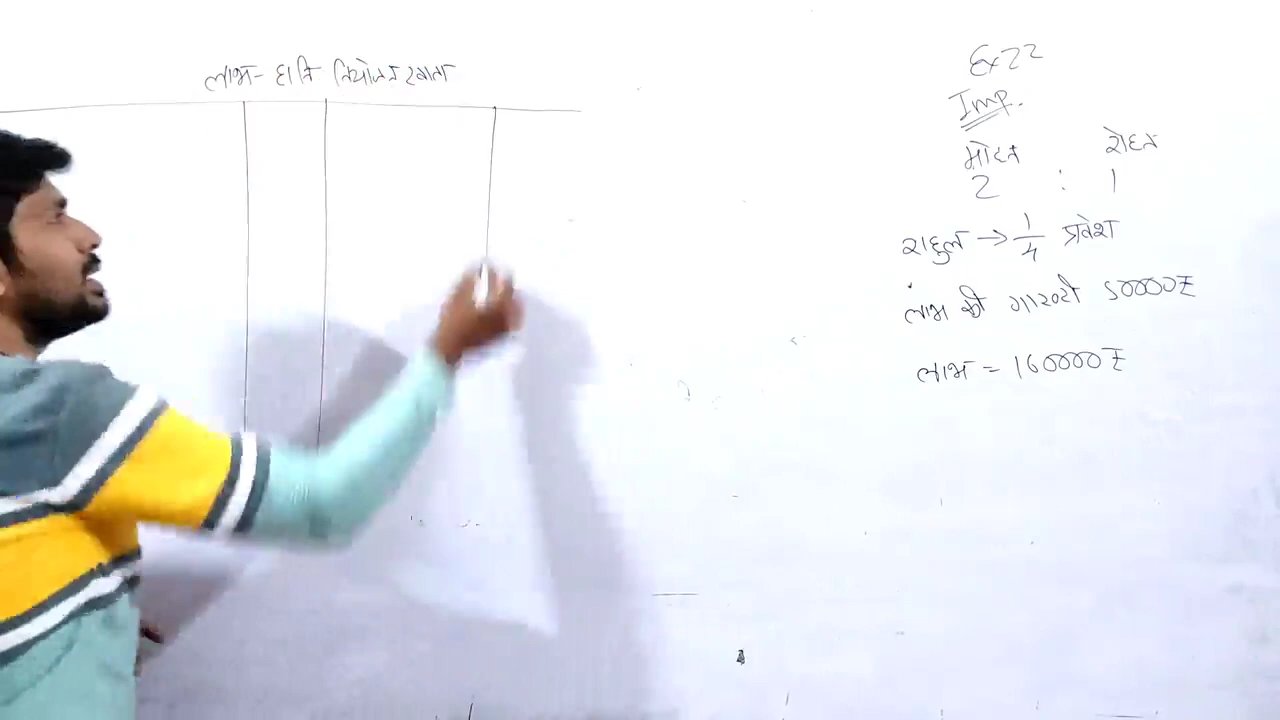 लाभ - हानि नियोजन खाता
Ex 22
Imp.
मोहन रोहन
2 : 1
राहुल → 1/4 प्रवेश
लाभ की गारन्टी 50000₹
लाभ = 160000₹